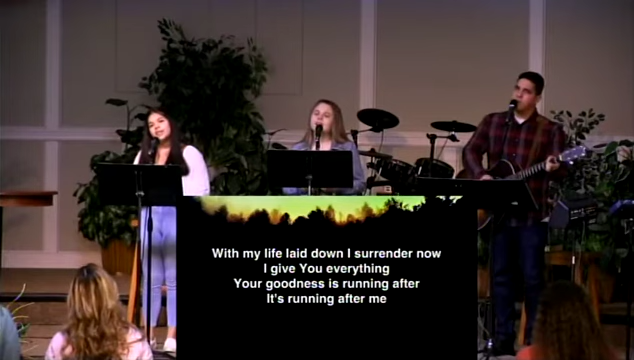 With my life laid down I surrender now
I give You everything
Your goodness is running after
It's running after me